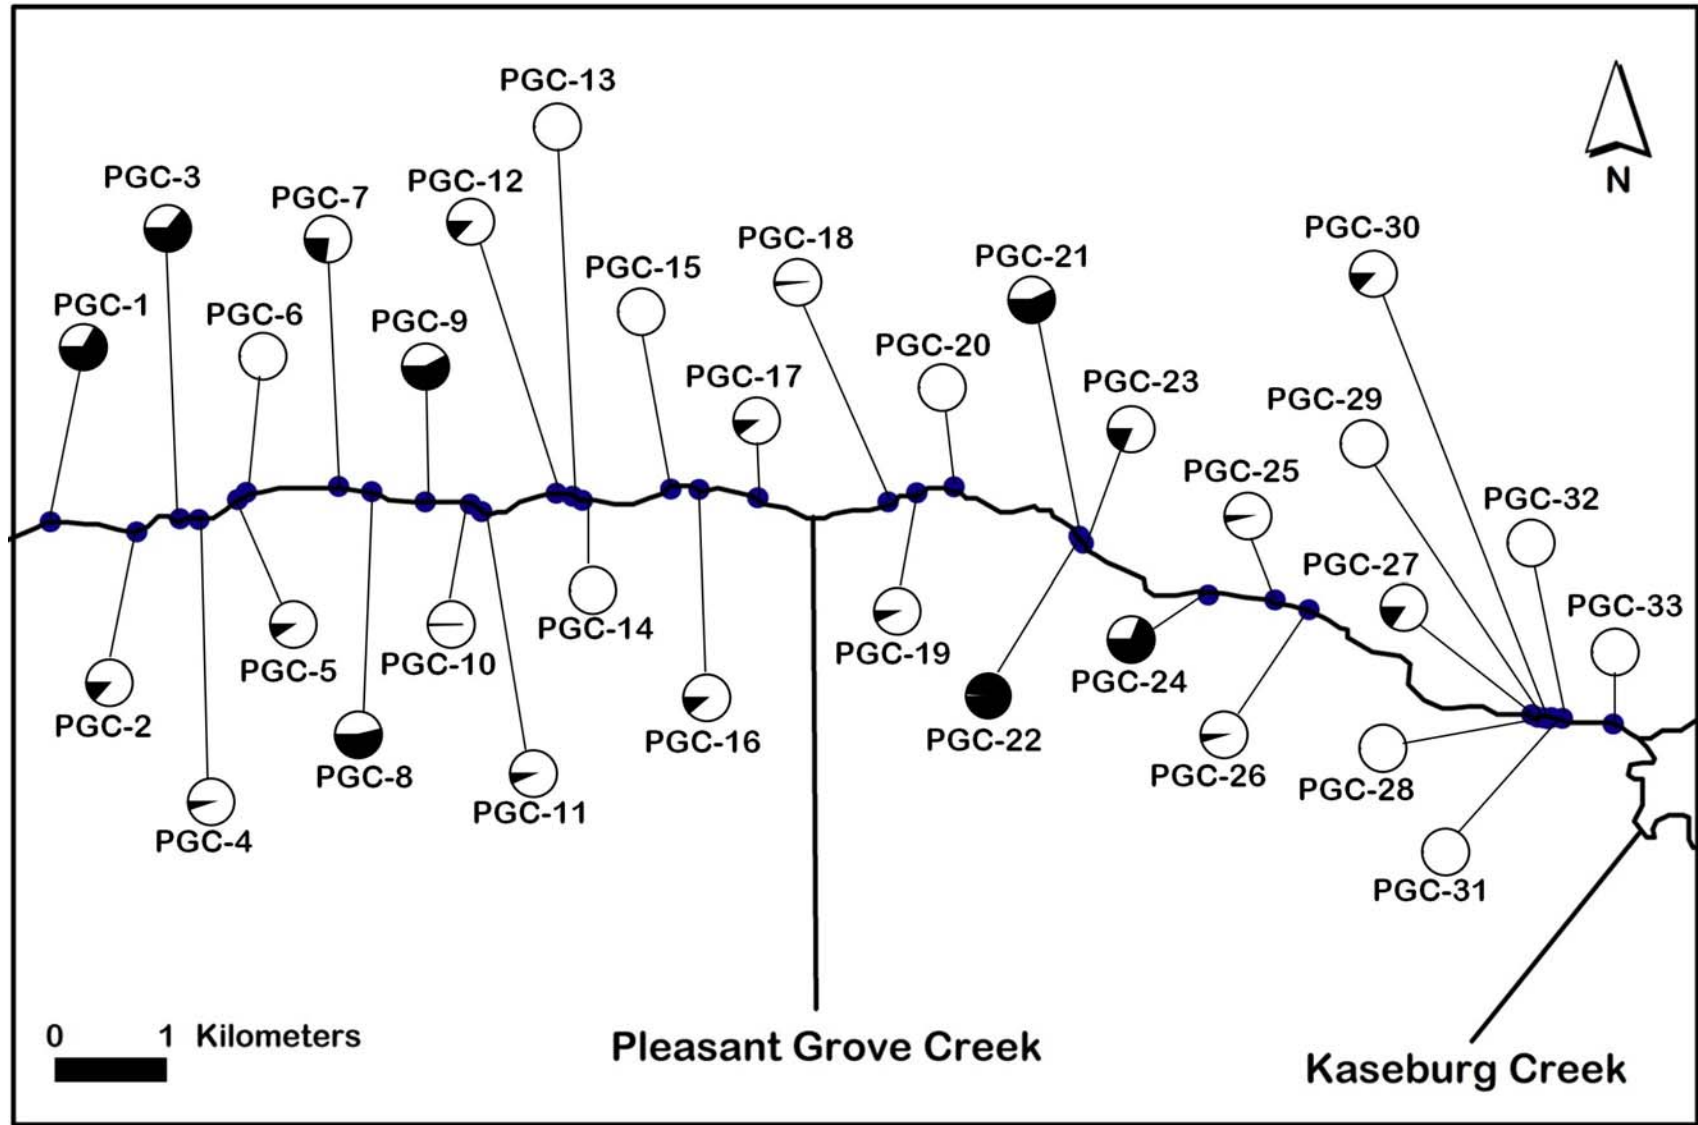 PGC-13
PGC-3
PGC-12
PGC-7
PGC-30
PGC-18
PGC-21
PGC-15
PGC-1
PGC-6
PGC-9
PGC-20
PGC-17
PGC-23
PGC-29
PGC-25
PGC-32
PGC-27
PGC-33
PGC-14
PGC-19
PGC-10
PGC-5
PGC-24
PGC-2
PGC-16
PGC-22
PGC-8
PGC-26
PGC-28
PGC-11
PGC-4
PGC-31
N
0 1 Kilometers
Pleasant Grove Creek
Kaseburg Creek